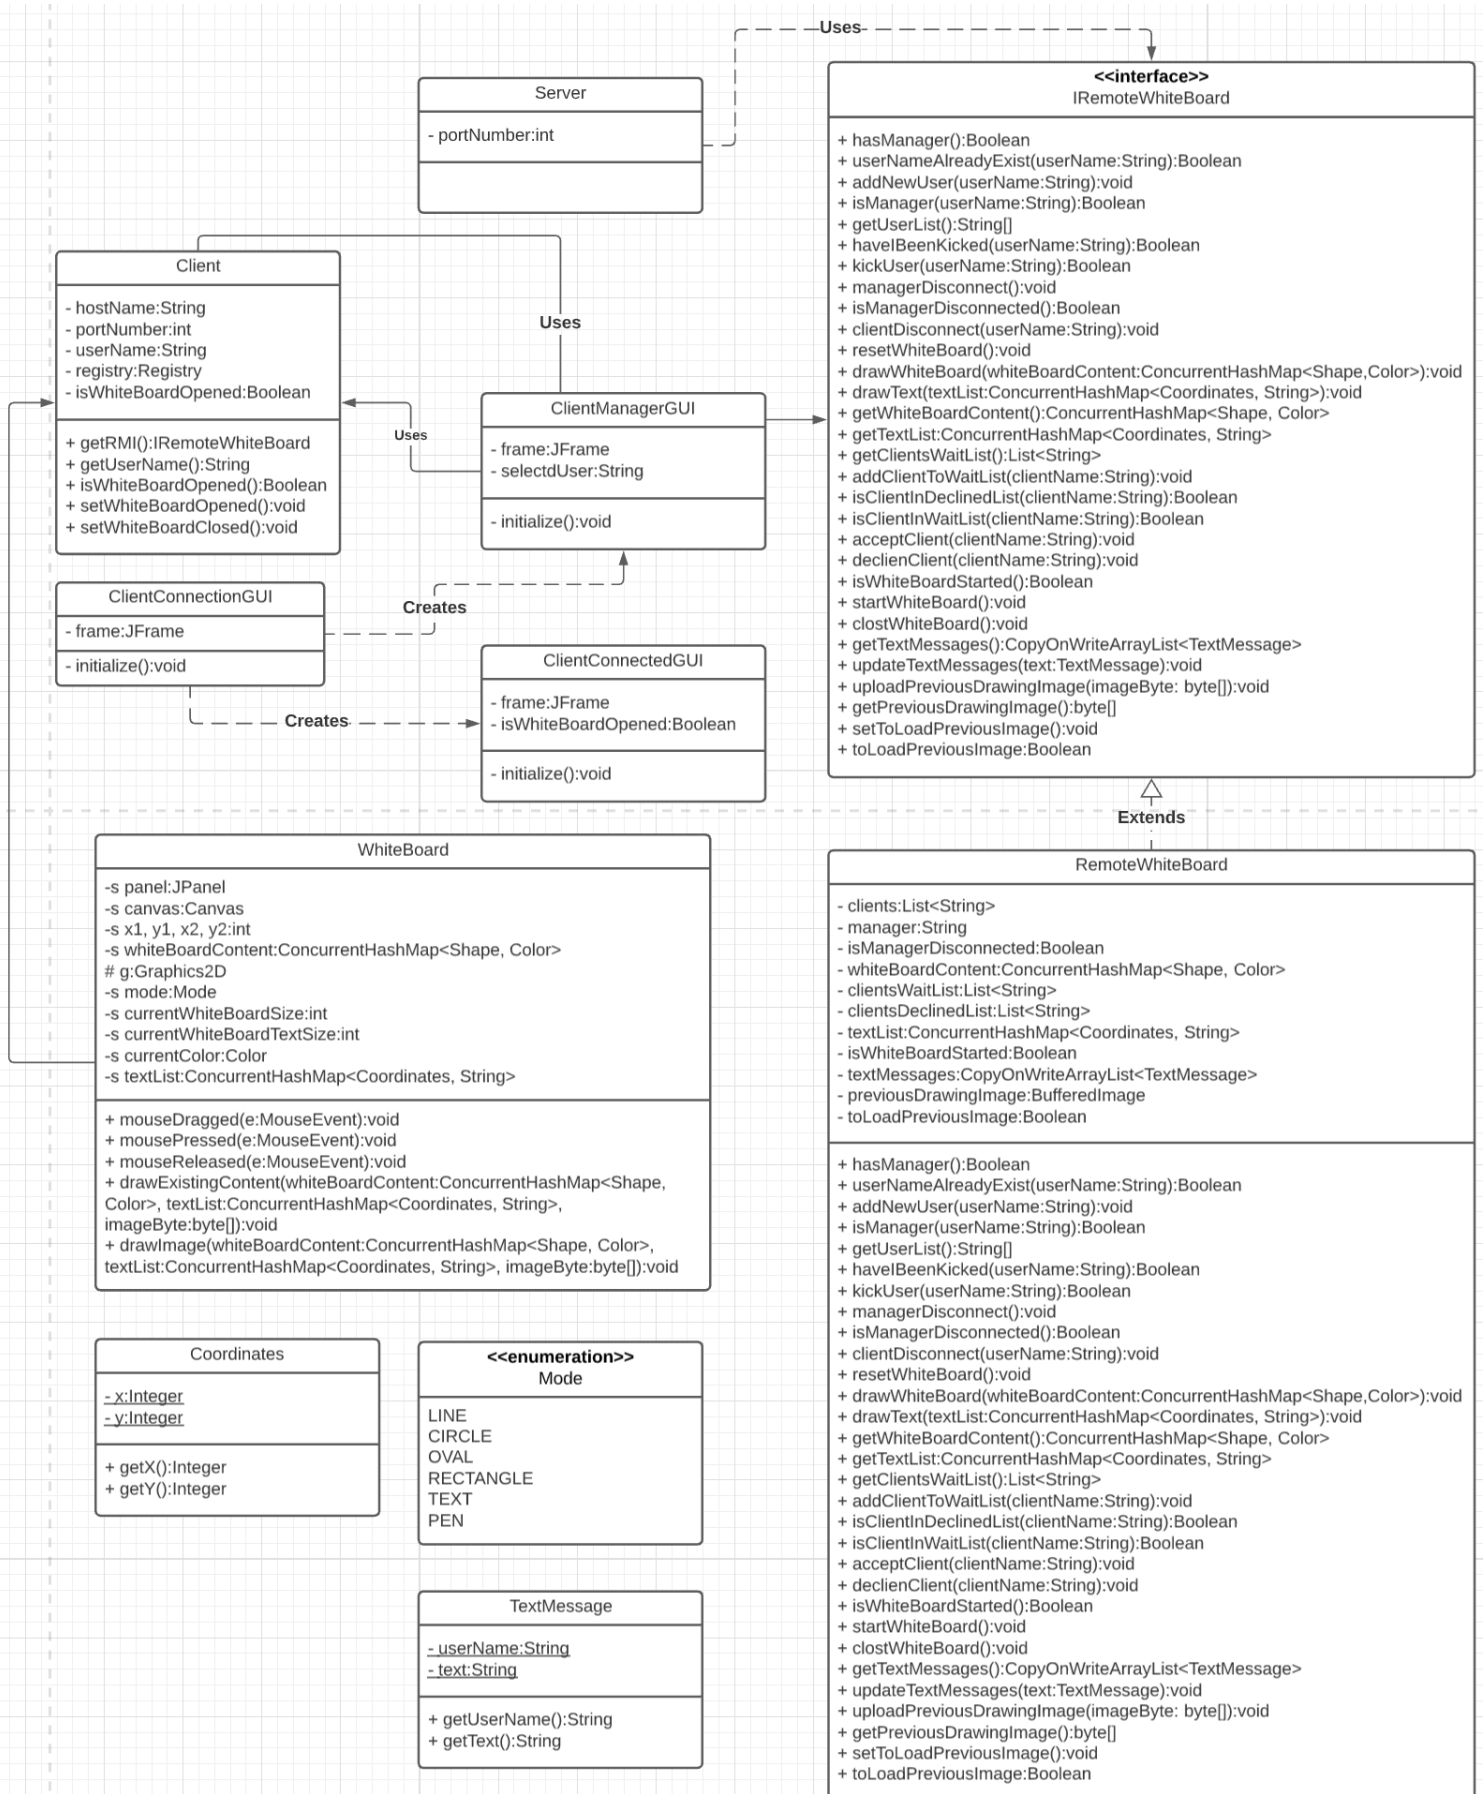 Uses
Server
- portNumber:int
<<interface>>
IRemoteWhiteBoard
+ hasManager():Boolean
+ userNameAlreadyExist(userName:String):Boolean
+ addNewUser(userName:String):void
+ isManager(userName:String):Boolean
+ getUserList():String[]
+ haveIBeenKicked(userName:String):Boolean
+ kickUser(userName:String):Boolean
+ managerDisconnect():void
+ isManagerDisconnected():Boolean
+ clientDisconnect(userName:String):void
+ resetWhiteBoard():void
+ drawWhiteBoard(whiteBoardContent:ConcurrentHashMap<Shape,Color>):void
+ drawText(textList:ConcurrentHashMap<Coordinates, String>):void
+ getWhiteBoardContent():ConcurrentHashMap<Shape, Color>
+ getTextList:ConcurrentHashMap<Coordinates, String>
+ getClientsWaitList():List<String>
+ addClientToWaitList(clientName:String):void
+ isClientInDeclinedList(clientName:String):Boolean
+ isClientInWaitList(clientName:String):Boolean
+ acceptClient(clientName:String):void
+ declienClient(clientName:String):void
+ isWhiteBoardStarted():Boolean
+ startWhiteBoard():void
+ clostWhiteBoard():void
+ getTextMessages():CopyOnWriteArrayList<TextMessage>
+ updateTextMessages(text:TextMessage):void
+ uploadPreviousDrawingImage(imageByte: byte[]):void
+ getPreviousDrawingImage():byte[]
+ setToLoadPreviousImage():void
+ toLoadPreviousImage:Boolean
Client
- hostName:String
- portNumber:int
- userName:String
- registry:Registry
- isWhiteBoardOpened:Boolean
+ getRMI():IRemoteWhiteBoard
+ getUserName():String
+ isWhiteBoardOpened():Boolean
+ setWhiteBoardOpened():void
+ setWhiteBoardClosed():void
Uses
Uses
ClientManagerGUI
- frame:JFrame
- selectdUser:String
- initialize():void
ClientConnectionGUI
- frame:JFrame
- initialize():void
Creates
Creates
ClientConnectedGUI
- frame:JFrame
- isWhiteBoardOpened:Boolean
- initialize():void
Extends
WhiteBoard
-s panel:JPanel
-s canvas:Canvas
-s x1, y1, x2, y2:int
-s whiteBoardContent:ConcurrentHashMap<Shape, Color>
# g:Graphics2D
-s mode:Mode
-s currentWhiteBoardSize:int
-s currentWhiteBoardTextSize:int
-s currentColor:Color
-s textList:ConcurrentHashMap<Coordinates, String>
+ mouseDragged(e:MouseEvent):void
+ mousePressed(e:MouseEvent):void
+ mouseReleased(e:MouseEvent):void
+ drawExistingContent(whiteBoardContent:ConcurrentHashMap<Shape,
Color>, textList:ConcurrentHashMap<Coordinates, String>,
imageByte:byte[]):void
+ drawImage(whiteBoardContent:ConcurrentHashMap<Shape, Color>,
textList:ConcurrentHashMap<Coordinates, String>, imageByte:byte[]):void
RemoteWhiteBoard
- clients:List<String>
- manager:String
- isManagerDisconnected:Boolean
- whiteBoardContent:ConcurrentHashMap<Shape, Color>
- clientsWaitList:List<String>
- clientsDeclinedList:List<String>
- textList:ConcurrentHashMap<Coordinates, String>
- isWhiteBoardStarted:Boolean
- textMessages:CopyOnWriteArrayList<TextMessage>
- previousDrawingImage:BufferedImage
- toLoadPreviousImage:Boolean
+ hasManager():Boolean
+ userNameAlreadyExist(userName:String):Boolean
+ addNewUser(userName:String):void
+ isManager(userName:String):Boolean
+ getUserList():String[]
+ haveIBeenKicked(userName:String):Boolean
+ kickUser(userName:String):Boolean
+ managerDisconnect():void
+ isManagerDisconnected():Boolean
+ clientDisconnect(userName:String):void
+ resetWhiteBoard():void
+ drawWhiteBoard(whiteBoardContent:ConcurrentHashMap<Shape,Color>):void
+ drawText(textList:ConcurrentHashMap<Coordinates, String>):void
+ getWhiteBoardContent():ConcurrentHashMap<Shape, Color>
+ getTextList:ConcurrentHashMap<Coordinates, String>
+ getClientsWaitList():List<String>
+ addClientToWaitList(clientName:String):void
+ isClientInDeclinedList(clientName:String):Boolean
+ isClientInWaitList(clientName:String):Boolean
+ acceptClient(clientName:String):void
+ declienClient(clientName:String):void
+ isWhiteBoardStarted():Boolean
+ startWhiteBoard():void
+ clostWhiteBoard():void
+ getTextMessages():CopyOnWriteArrayList<TextMessage>
+ updateTextMessages(text:TextMessage):void
+ uploadPreviousDrawingImage(imageByte: byte[]):void
+ getPreviousDrawingImage():byte[]
+ setToLoadPreviousImage():void
+ toLoadPreviousImage:Boolean
Coordinates
- x:Integer
- y:Integer
+ getX():Integer
+ getY():Integer
<<enumeration>>
Mode
LINE
CIRCLE
OVAL
RECTANGLE
TEXT
PEN
TextMessage
- userName:String
- text:String
+ getUserName():String
+ getText():String